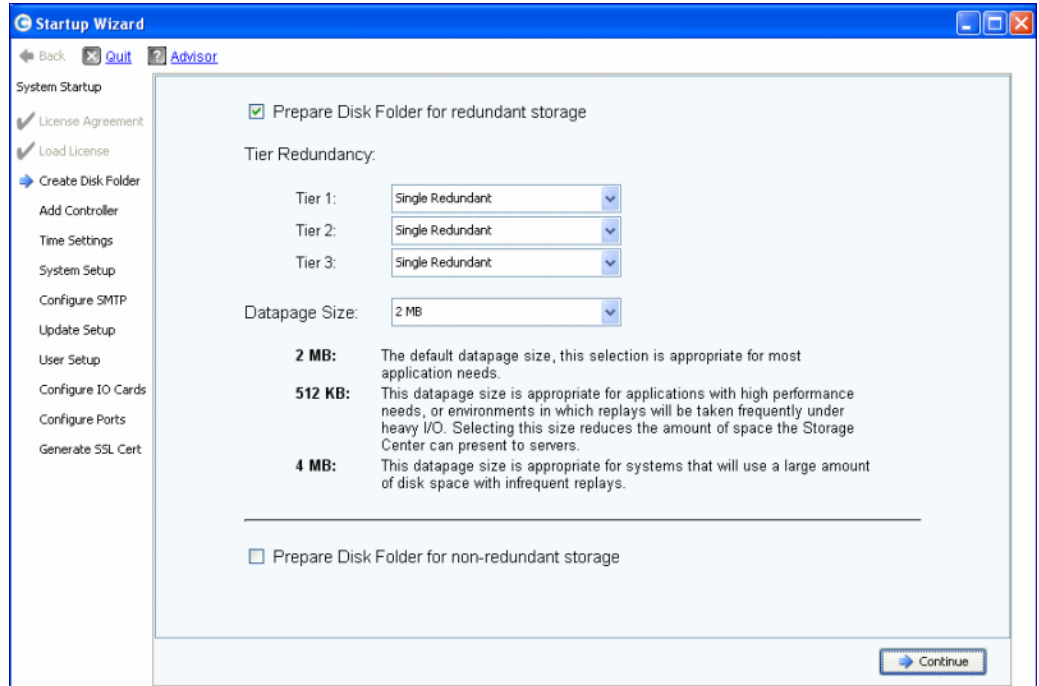 Startup Wizard
Back Quit Advisor
System Startup
License Agreement
Load License
Create Disk Folder
Add Controller
Time Settings
System Setup
Configure SMTP
Update Setup
User Setup
Configure IO Cards
Configure Ports
Generate SSL Cert
Prepare Disk Folder for redundant storage
Tier Redundancy:
Tier 1: Single Redundant
Tier 2: Single Redundant
Tier 3: Single Redundant
Datapage Size: 2 MB
2 MB: The default datapage size, this selection is appropriate for most
application needs.
512 KB: This datapage size is appropriate for applications with high performance
needs, or environments in which replays will be taken frequently under
heavy I/O. Selecting this size reduces the amount of space the Storage
Center can present to servers.
4 MB: This datapage size is appropriate for systems that will use a large amount
of disk space with infrequent replays.
Prepare Disk Folder for non-redundant storage
Continue